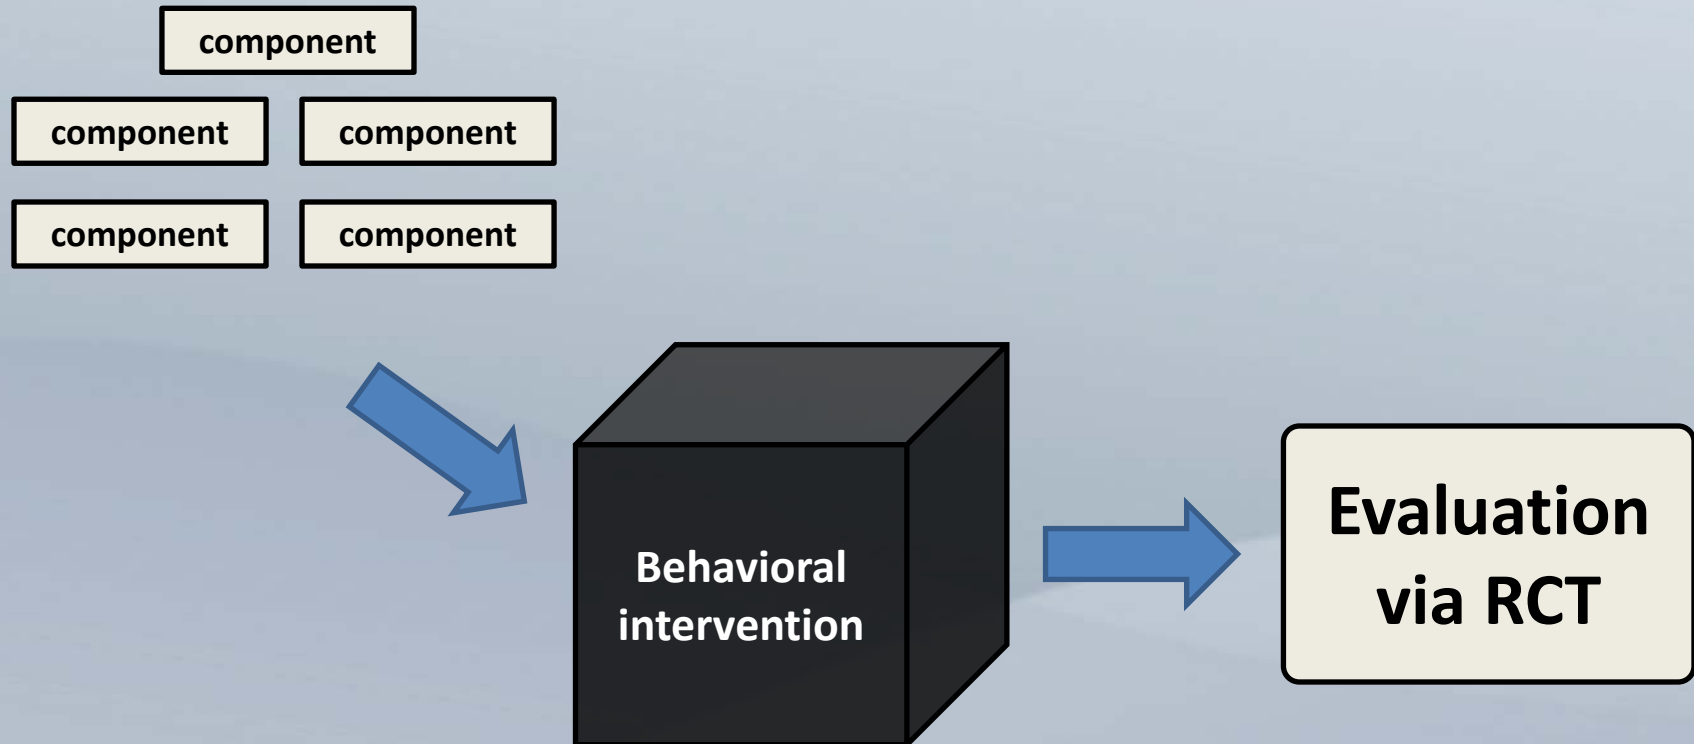 component
component component
component component
Behavioral
intervention
Evaluation
via RCT